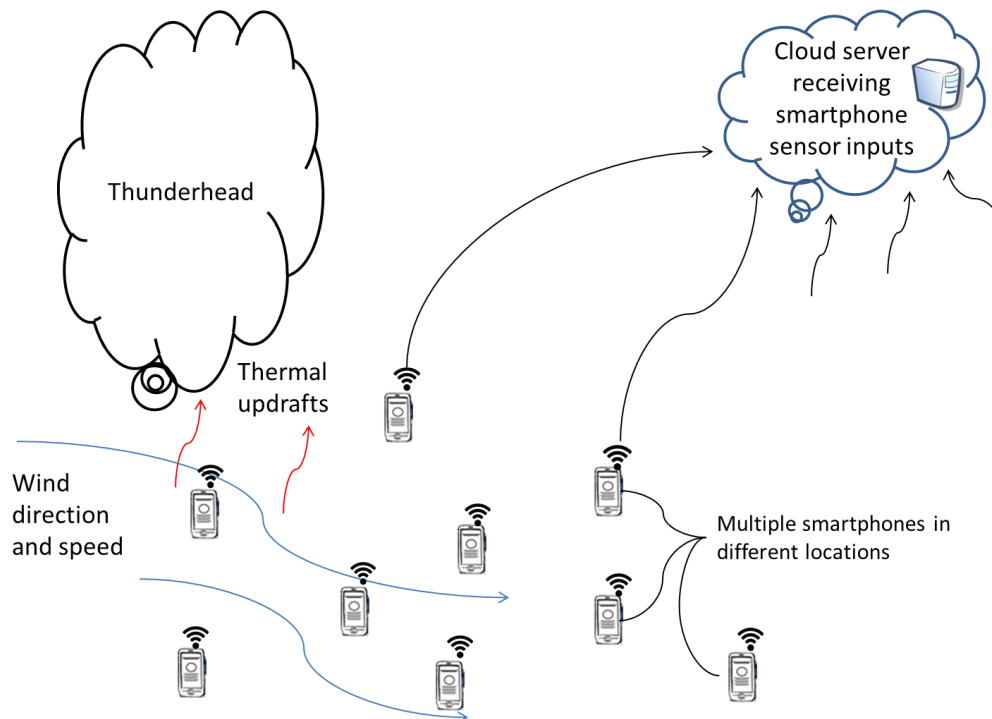 Cloud server
receiving
smartphone
sensor inputs
Thunderhead
Thermal
updrafts
Wind
direction
and speed
Multiple smartphones in
different locations